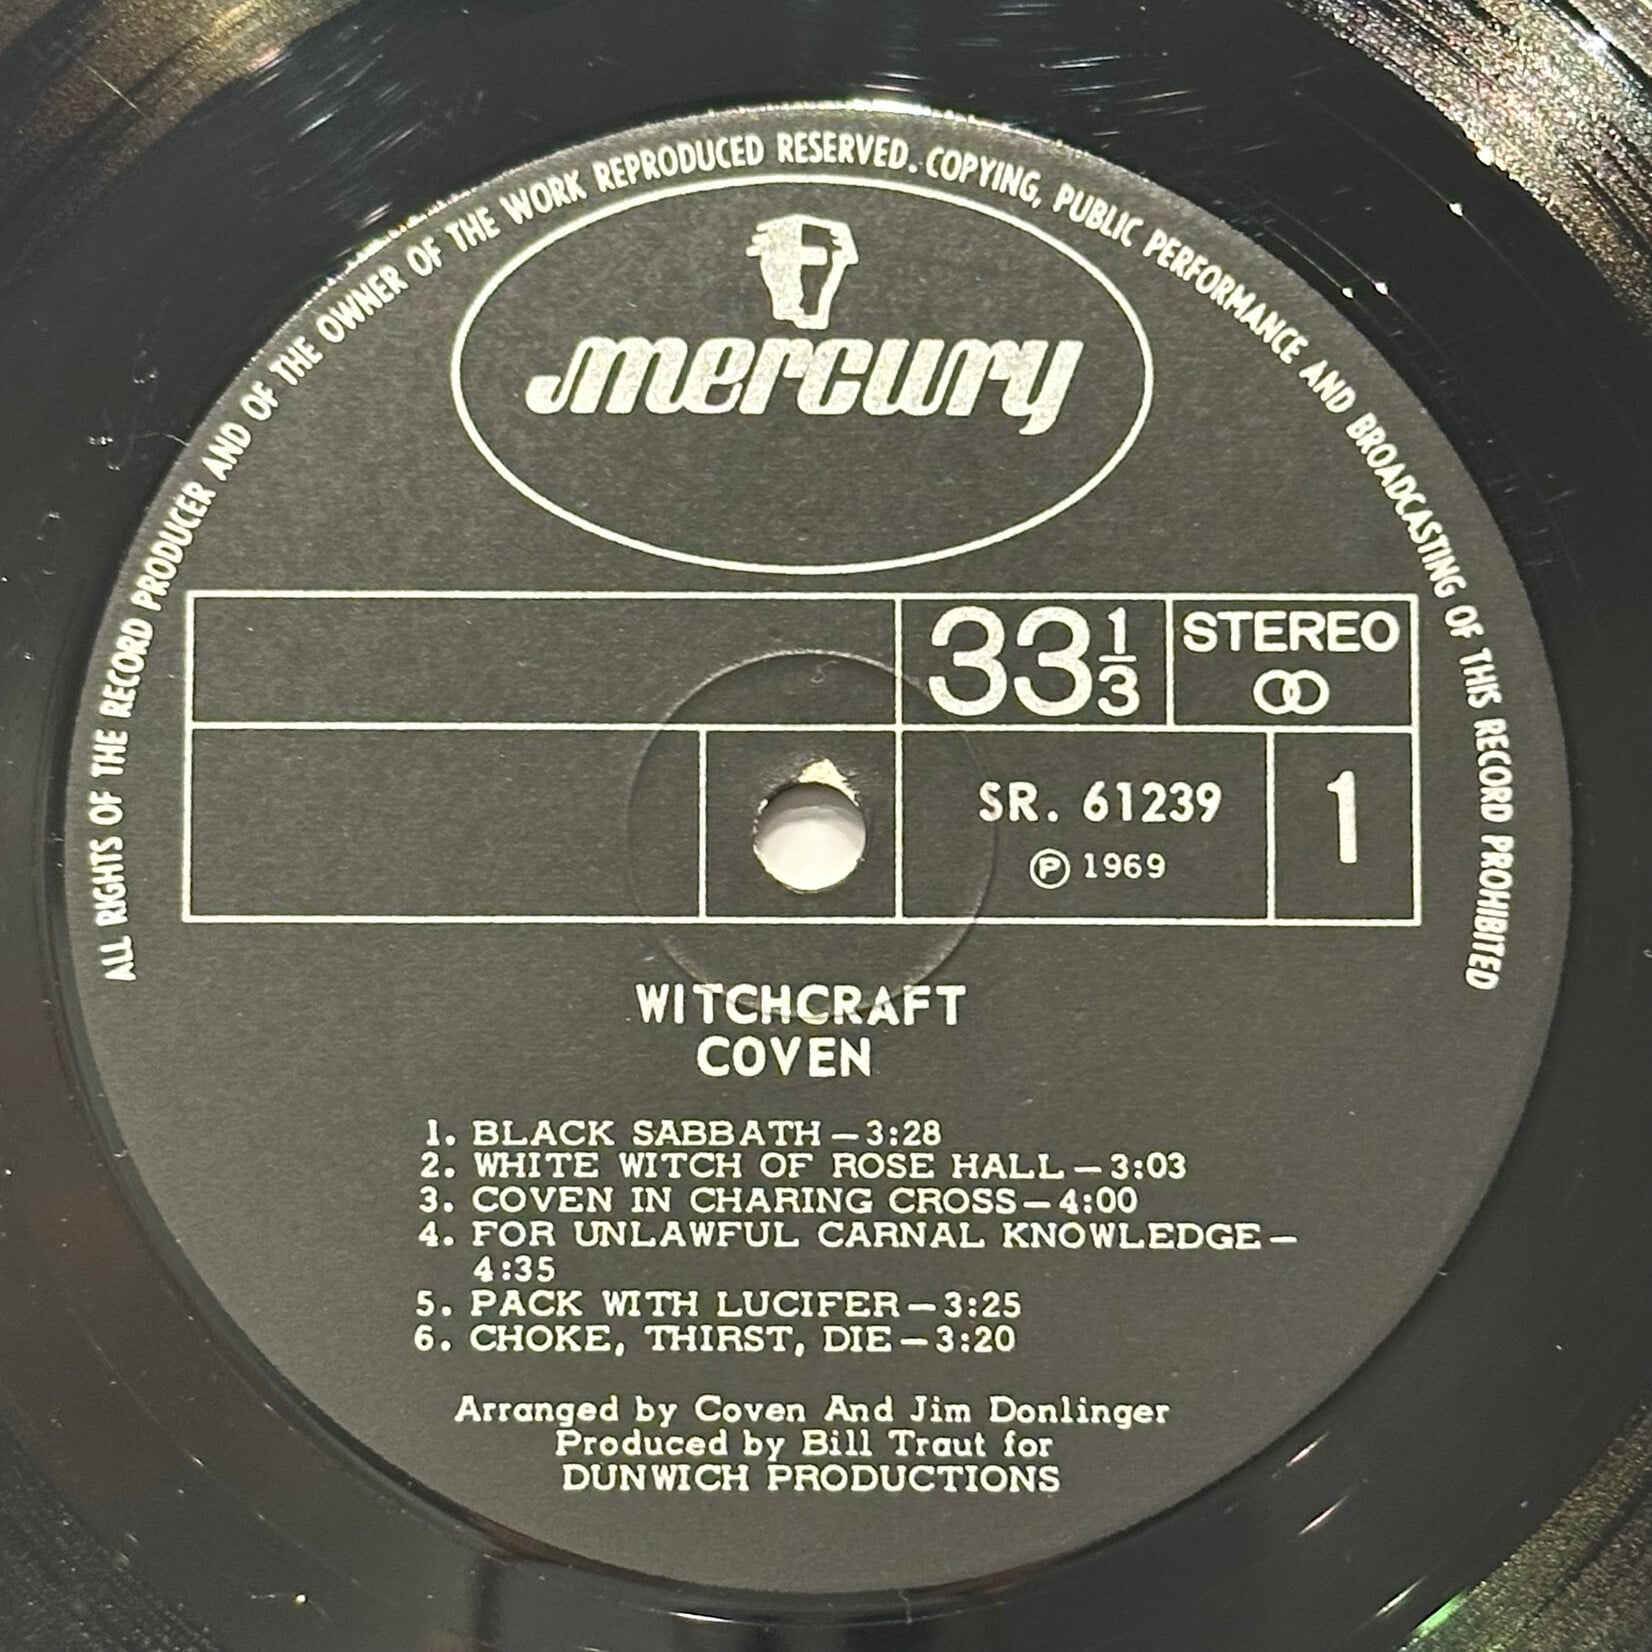 ALL RIGHTS OF THE RECORD PRODUCER AND OF THE OWNER OF THE WORK REPRODUCED RESERVED. COPYING, PUBLIC PERFORMANCE AND BROADCASTING OF THIS RECORD PROHIBITED
mercury
33 1/3 STEREO
SR. 61239 1
℗ 1969
WITCHCRAFT
COVEN
1. BLACK SABBATH—3:28
2. WHITE WITCH OF ROSE HALL—3:03
3. COVEN IN CHARING CROSS—4:00
4. FOR UNLAWFUL CARNAL KNOWLEDGE—
4:35
5. PACK WITH LUCIFER—3:25
6. CHOKE, THIRST, DIE—3:20
Arranged by Coven And Jim Donlinger
Produced by Bill Traut for
DUNWICH PRODUCTIONS